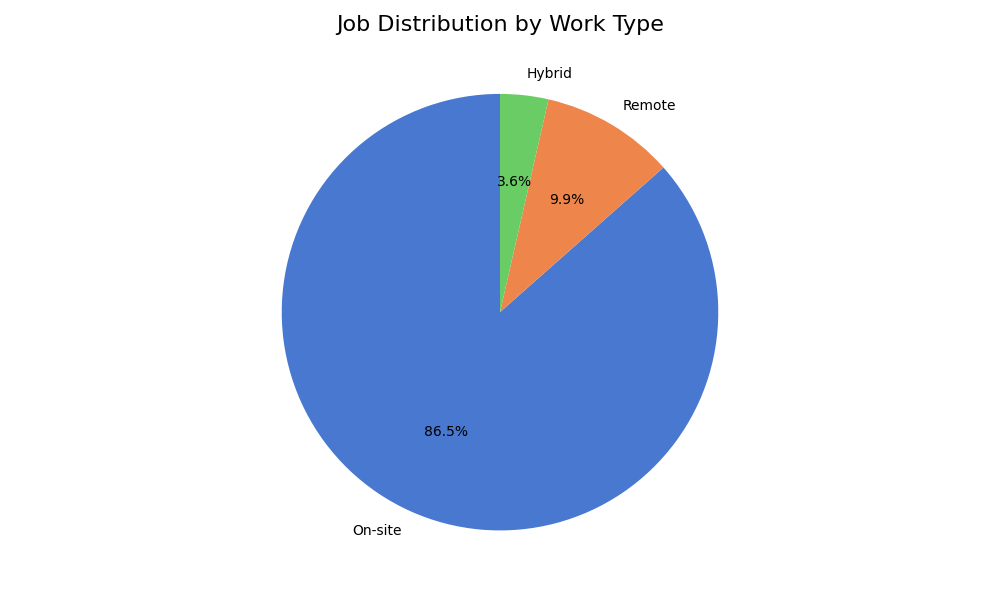 Job Distribution by Work Type
Hybrid
Remote
3.6%
9.9%
86.5%
On-site